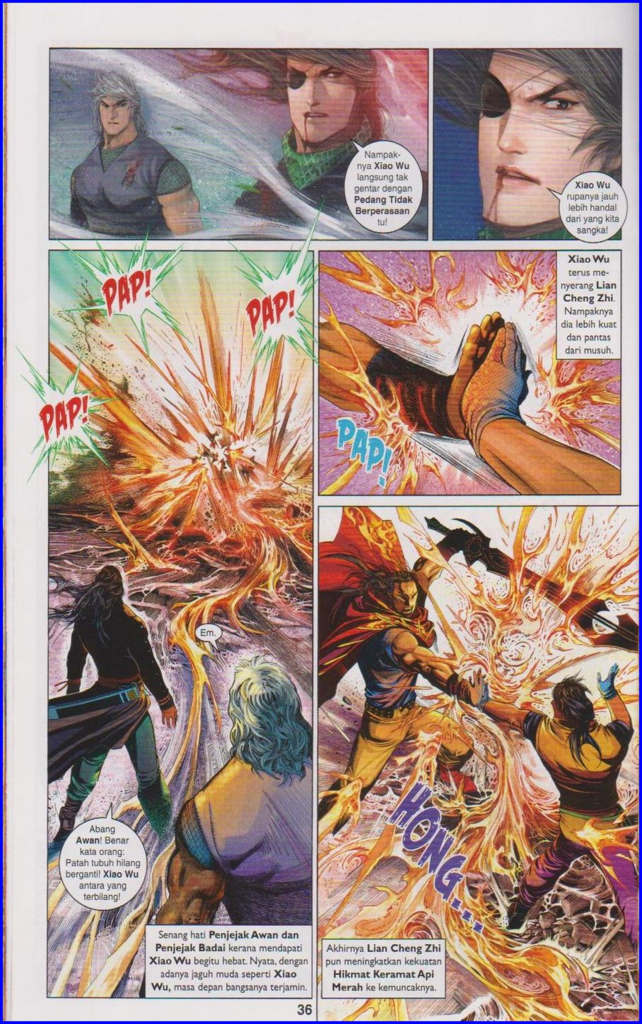 Nampak-
nya Xiao Wu
langsung tak
gentar dengan
Pedang Tidak
Berperasaan
tu!
Xiao Wu
rupanya jauh
lebih handal
dari yang kita
sangka!
PAP!
PAP!
PAP!
Em.
Abang
Awan! Benar
kata orang:
Patah tubuh hilang
berganti! Xiao Wu
antara yang
terbilang!
Senang hati Penjejak Awan dan
Penjejak Badai kerana mendapati
Xiao Wu begitu hebat. Nyata, dengan
adanya jaguh muda seperti Xiao
Wu, masa depan bangsanya terjamin.
Xiao Wu
terus me-
nyerang Lian
Cheng Zhi.
Nampaknya
dia lebih kuat
dan pantas
dari musuh.
PAP!
HONG...
Akhirnya Lian Cheng Zhi
pun meningkatkan kekuatan
Hikmat Keramat Api
Merah ke kemuncaknya.
36